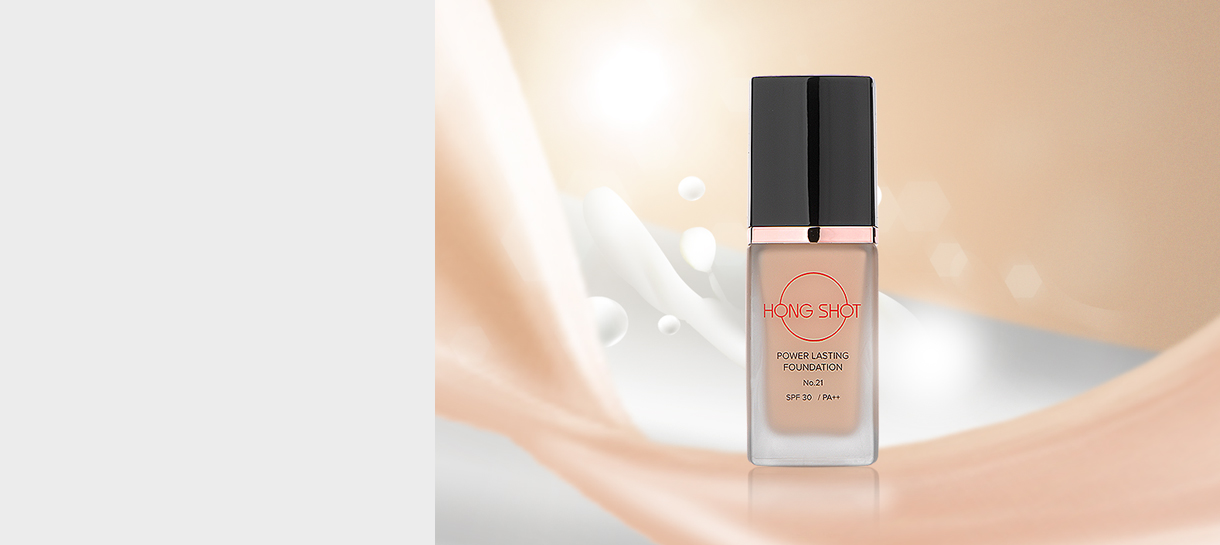 HONG SHOT
POWER LASTING
FOUNDATION
No.21
SPF 30 / PA++